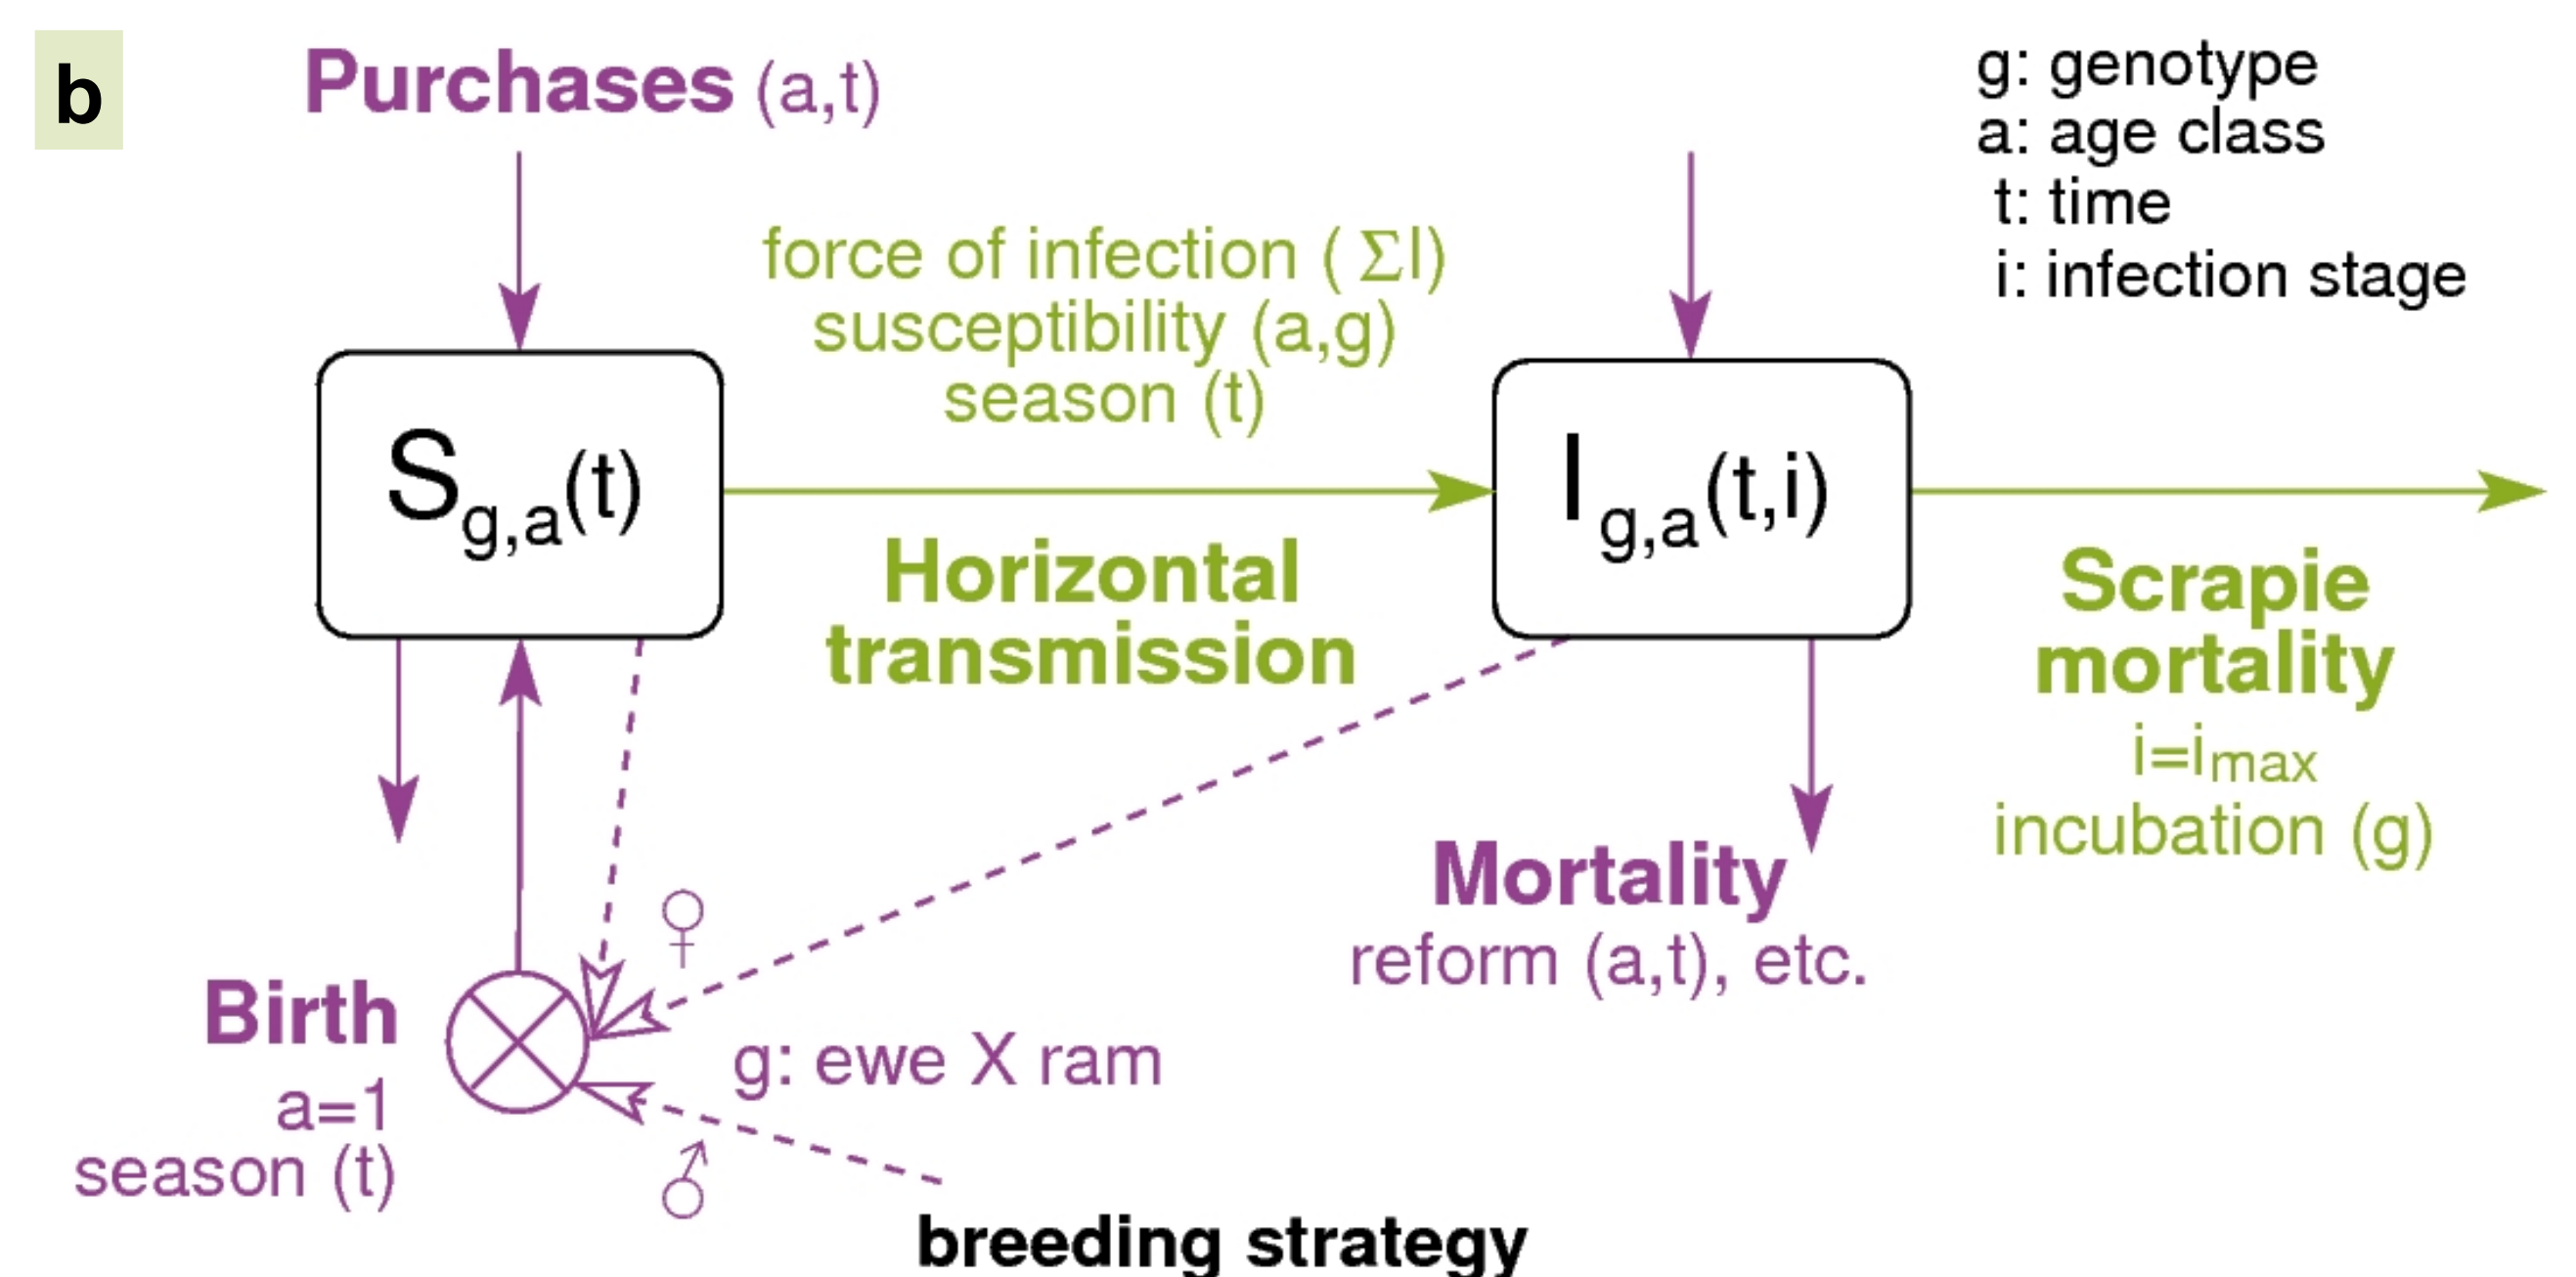 b
Purchases (a,t)
g: genotype
a: age class
t: time
i: infection stage
force of infection ( ΣI)
susceptibility (a,g)
season (t)
Sg,a(t)
Ig,a(t,i)
Horizontal
transmission
Scrapie
mortality
i=imax
incubation (g)
Mortality
reform (a,t), etc.
♀
Birth
a=1
season (t)
g: ewe X ram
♂
breeding strategy